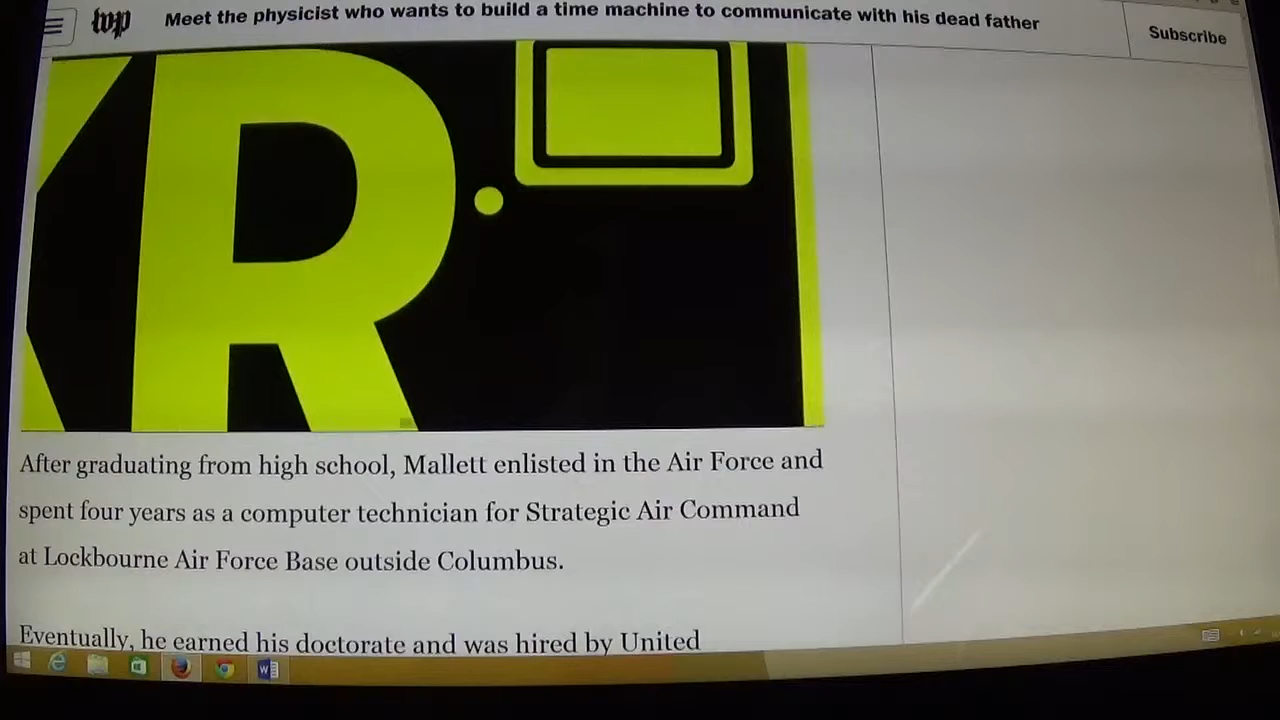 wp Meet the physicist who wants to build a time machine to communicate with his dead father
Subscribe
R
After graduating from high school, Mallett enlisted in the Air Force and
spent four years as a computer technician for Strategic Air Command
at Lockbourne Air Force Base outside Columbus.
Eventually, he earned his doctorate and was hired by United